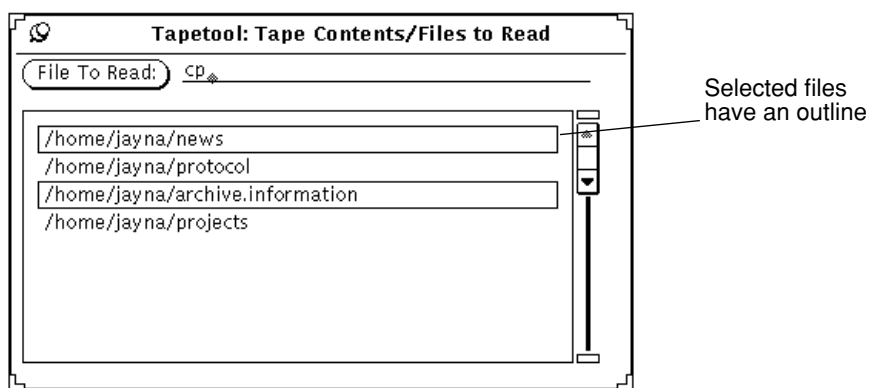 Tapetool: Tape Contents/Files to Read
File To Read: cp
Selected files
have an outline
/home/jayna/news
/home/jayna/protocol
/home/jayna/archive.information
/home/jayna/projects